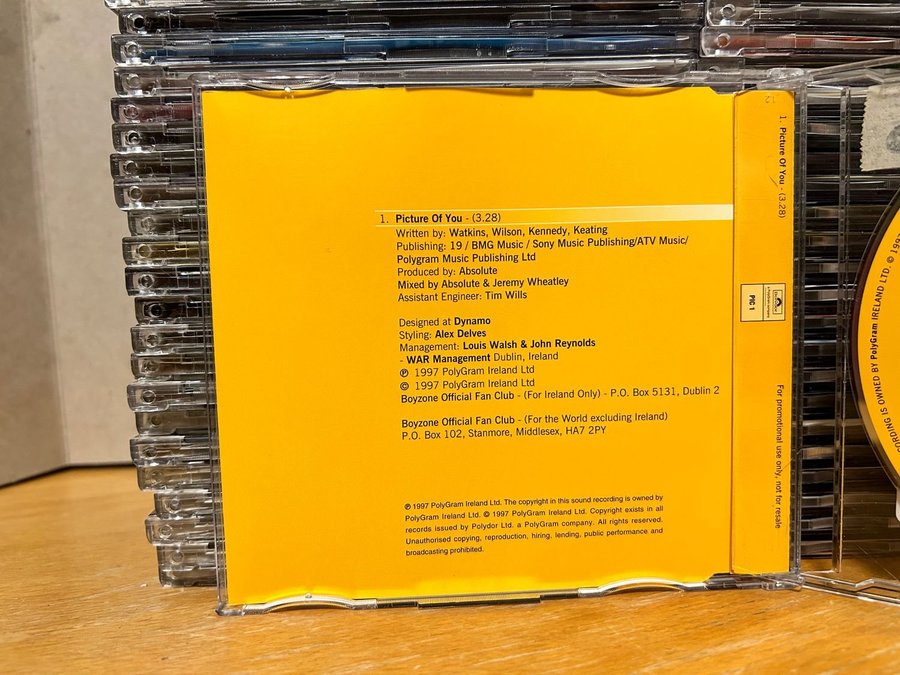 1. Picture Of You - (3.28)
Written by: Watkins, Wilson, Kennedy, Keating
Publishing: 19 / BMG Music / Sony Music Publishing/ATV Music/
Polygram Music Publishing Ltd
Produced by: Absolute
Mixed by Absolute & Jeremy Wheatley
Assistant Engineer: Tim Wills
Designed at Dynamo
Styling: Alex Delves
Management: Louis Walsh & John Reynolds
- WAR Management Dublin, Ireland
℗ 1997 PolyGram Ireland Ltd
© 1997 PolyGram Ireland Ltd
Boyzone Official Fan Club - (For Ireland Only) - P.O. Box 5131, Dublin 2
Boyzone Official Fan Club - (For the World excluding Ireland)
P.O. Box 102, Stanmore, Middlesex, HA7 2PY
℗ 1997 PolyGram Ireland Ltd. The copyright in this sound recording is owned by
PolyGram Ireland Ltd. © 1997 PolyGram Ireland Ltd. Copyright exists in all
records issued by Polydor Ltd. a PolyGram company. All rights reserved.
Unauthorised copying, reproduction, hiring, lending, public performance and
broadcasting prohibited.
12
1. Picture Of You - (3.28)
PIC 1
For promotional use only, not for resale
CORDING IS OWNED BY PolyGram IRELAND LTD. © 199